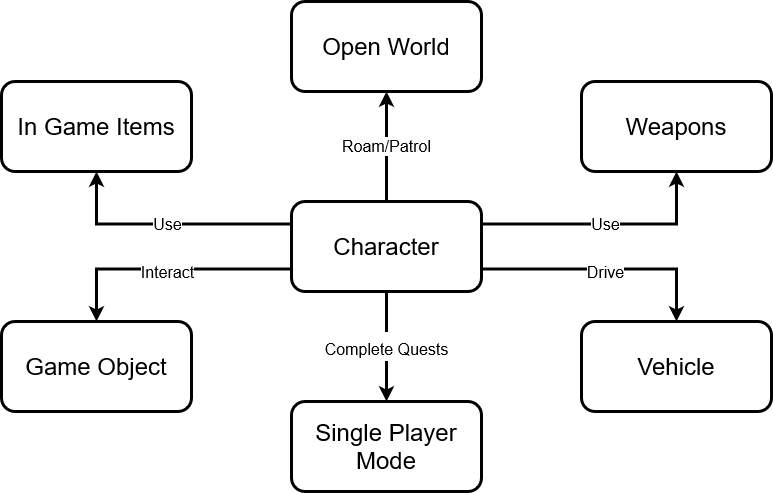 Open World
In Game Items
Weapons
Roam/Patrol
Use
Use
Character
Interact
Drive
Complete Quests
Game Object
Vehicle
Single Player
Mode